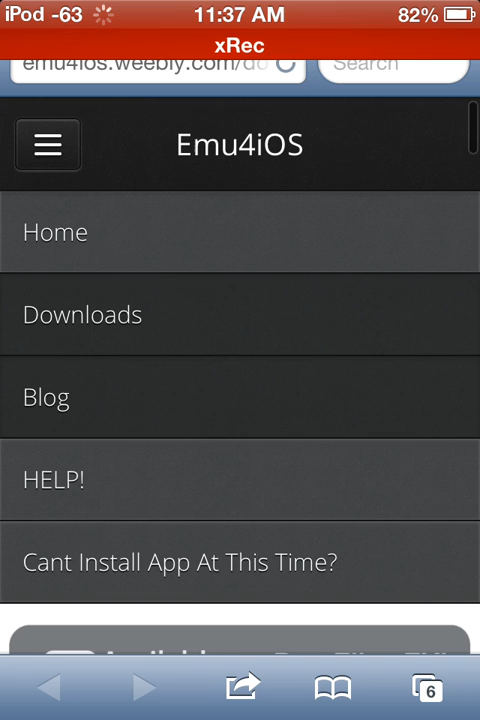 iPod -63 11:37 AM 82%
xRec
emu4ios.weebly.com/do Search
Emu4iOS
Home
Downloads
Blog
HELP!
Cant Install App At This Time?
6